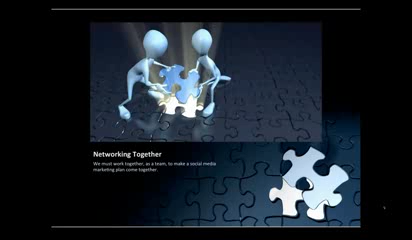 Networking Together
We must work together, as a team, to make a social media
marketing plan come together.